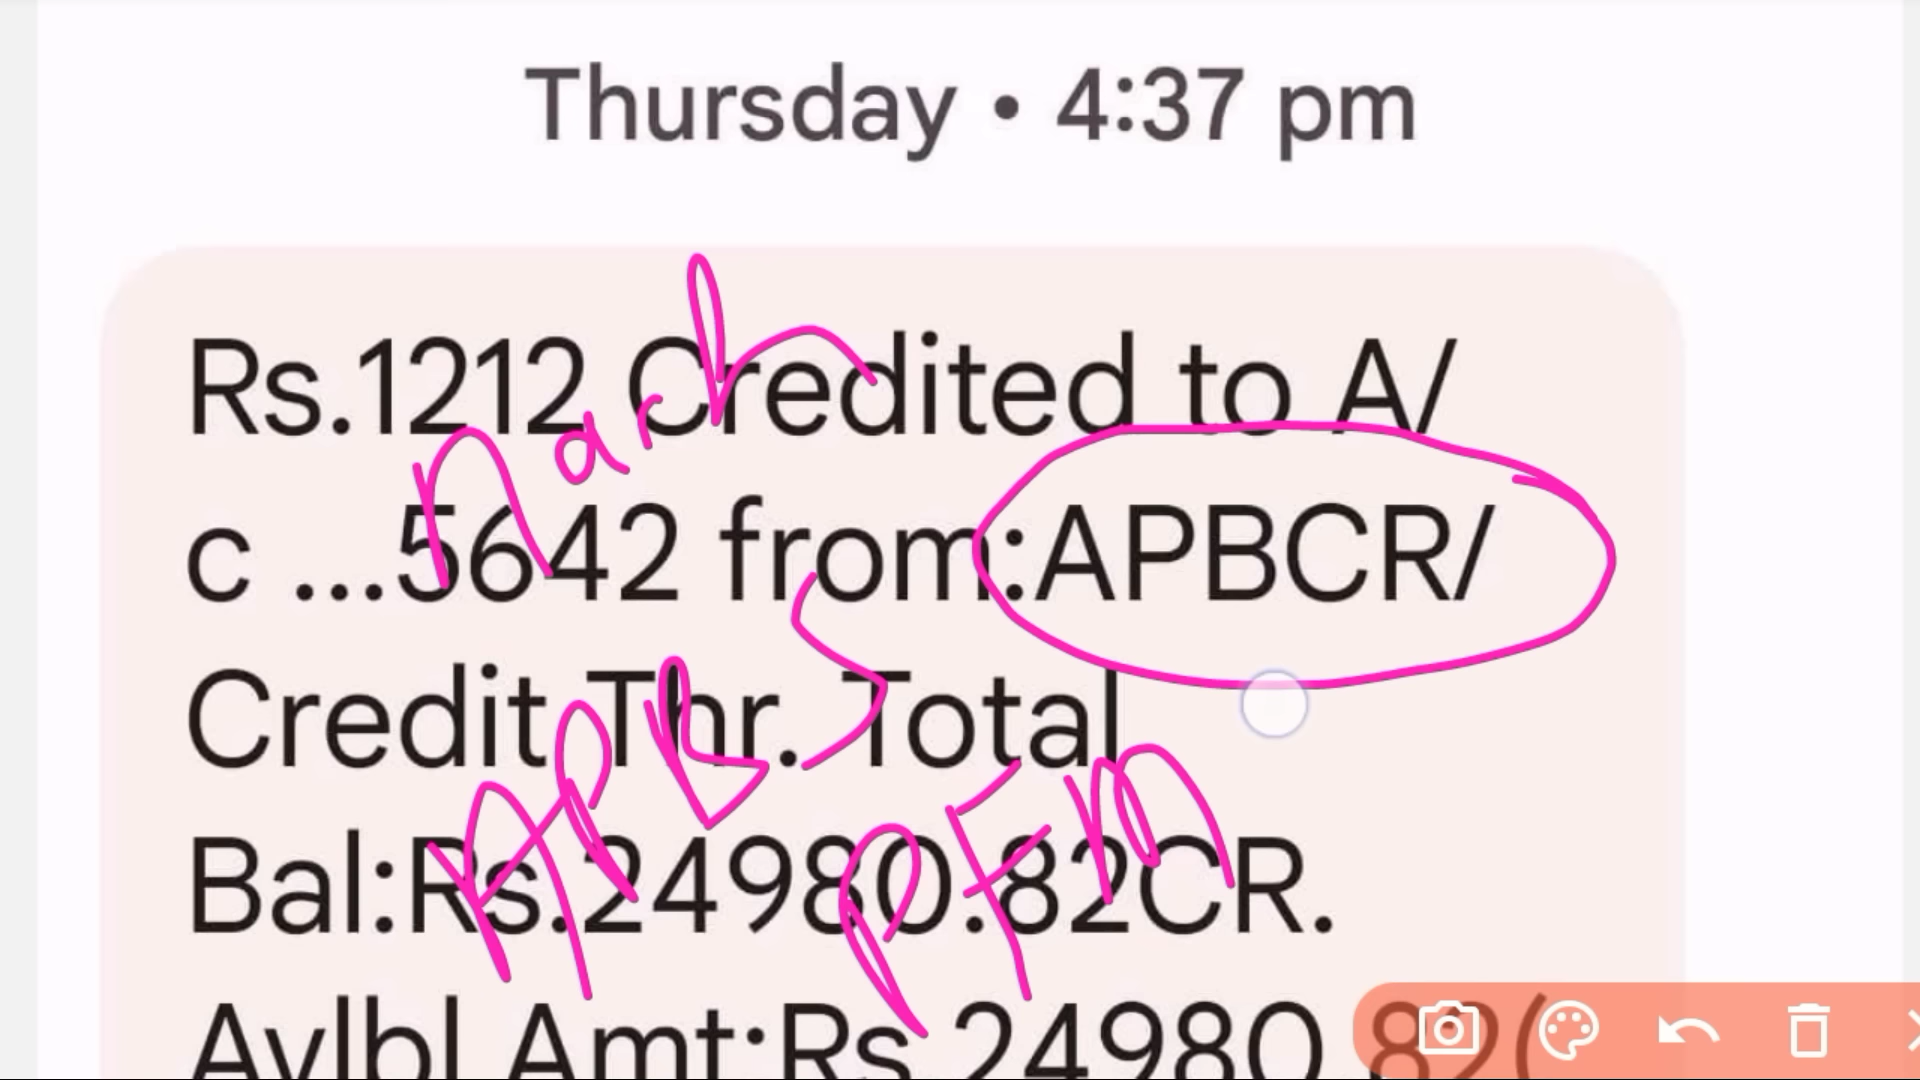 Thursday • 4:37 pm
Rs.1212 Credited to A/
nach
c ...5642 from:APBCR/
Credit Thr. Total
APBS
PFM
Bal:Rs.24980.82CR.
Avlbl Amt:Rs.24980.82(